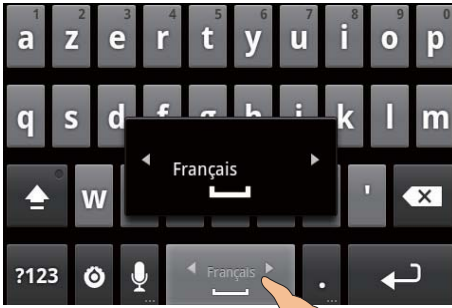 1 2 3 4 5 6 7 8 9 0
a z e r t y u i o p
q s d k l m
Français
w '
?123 Français . ...